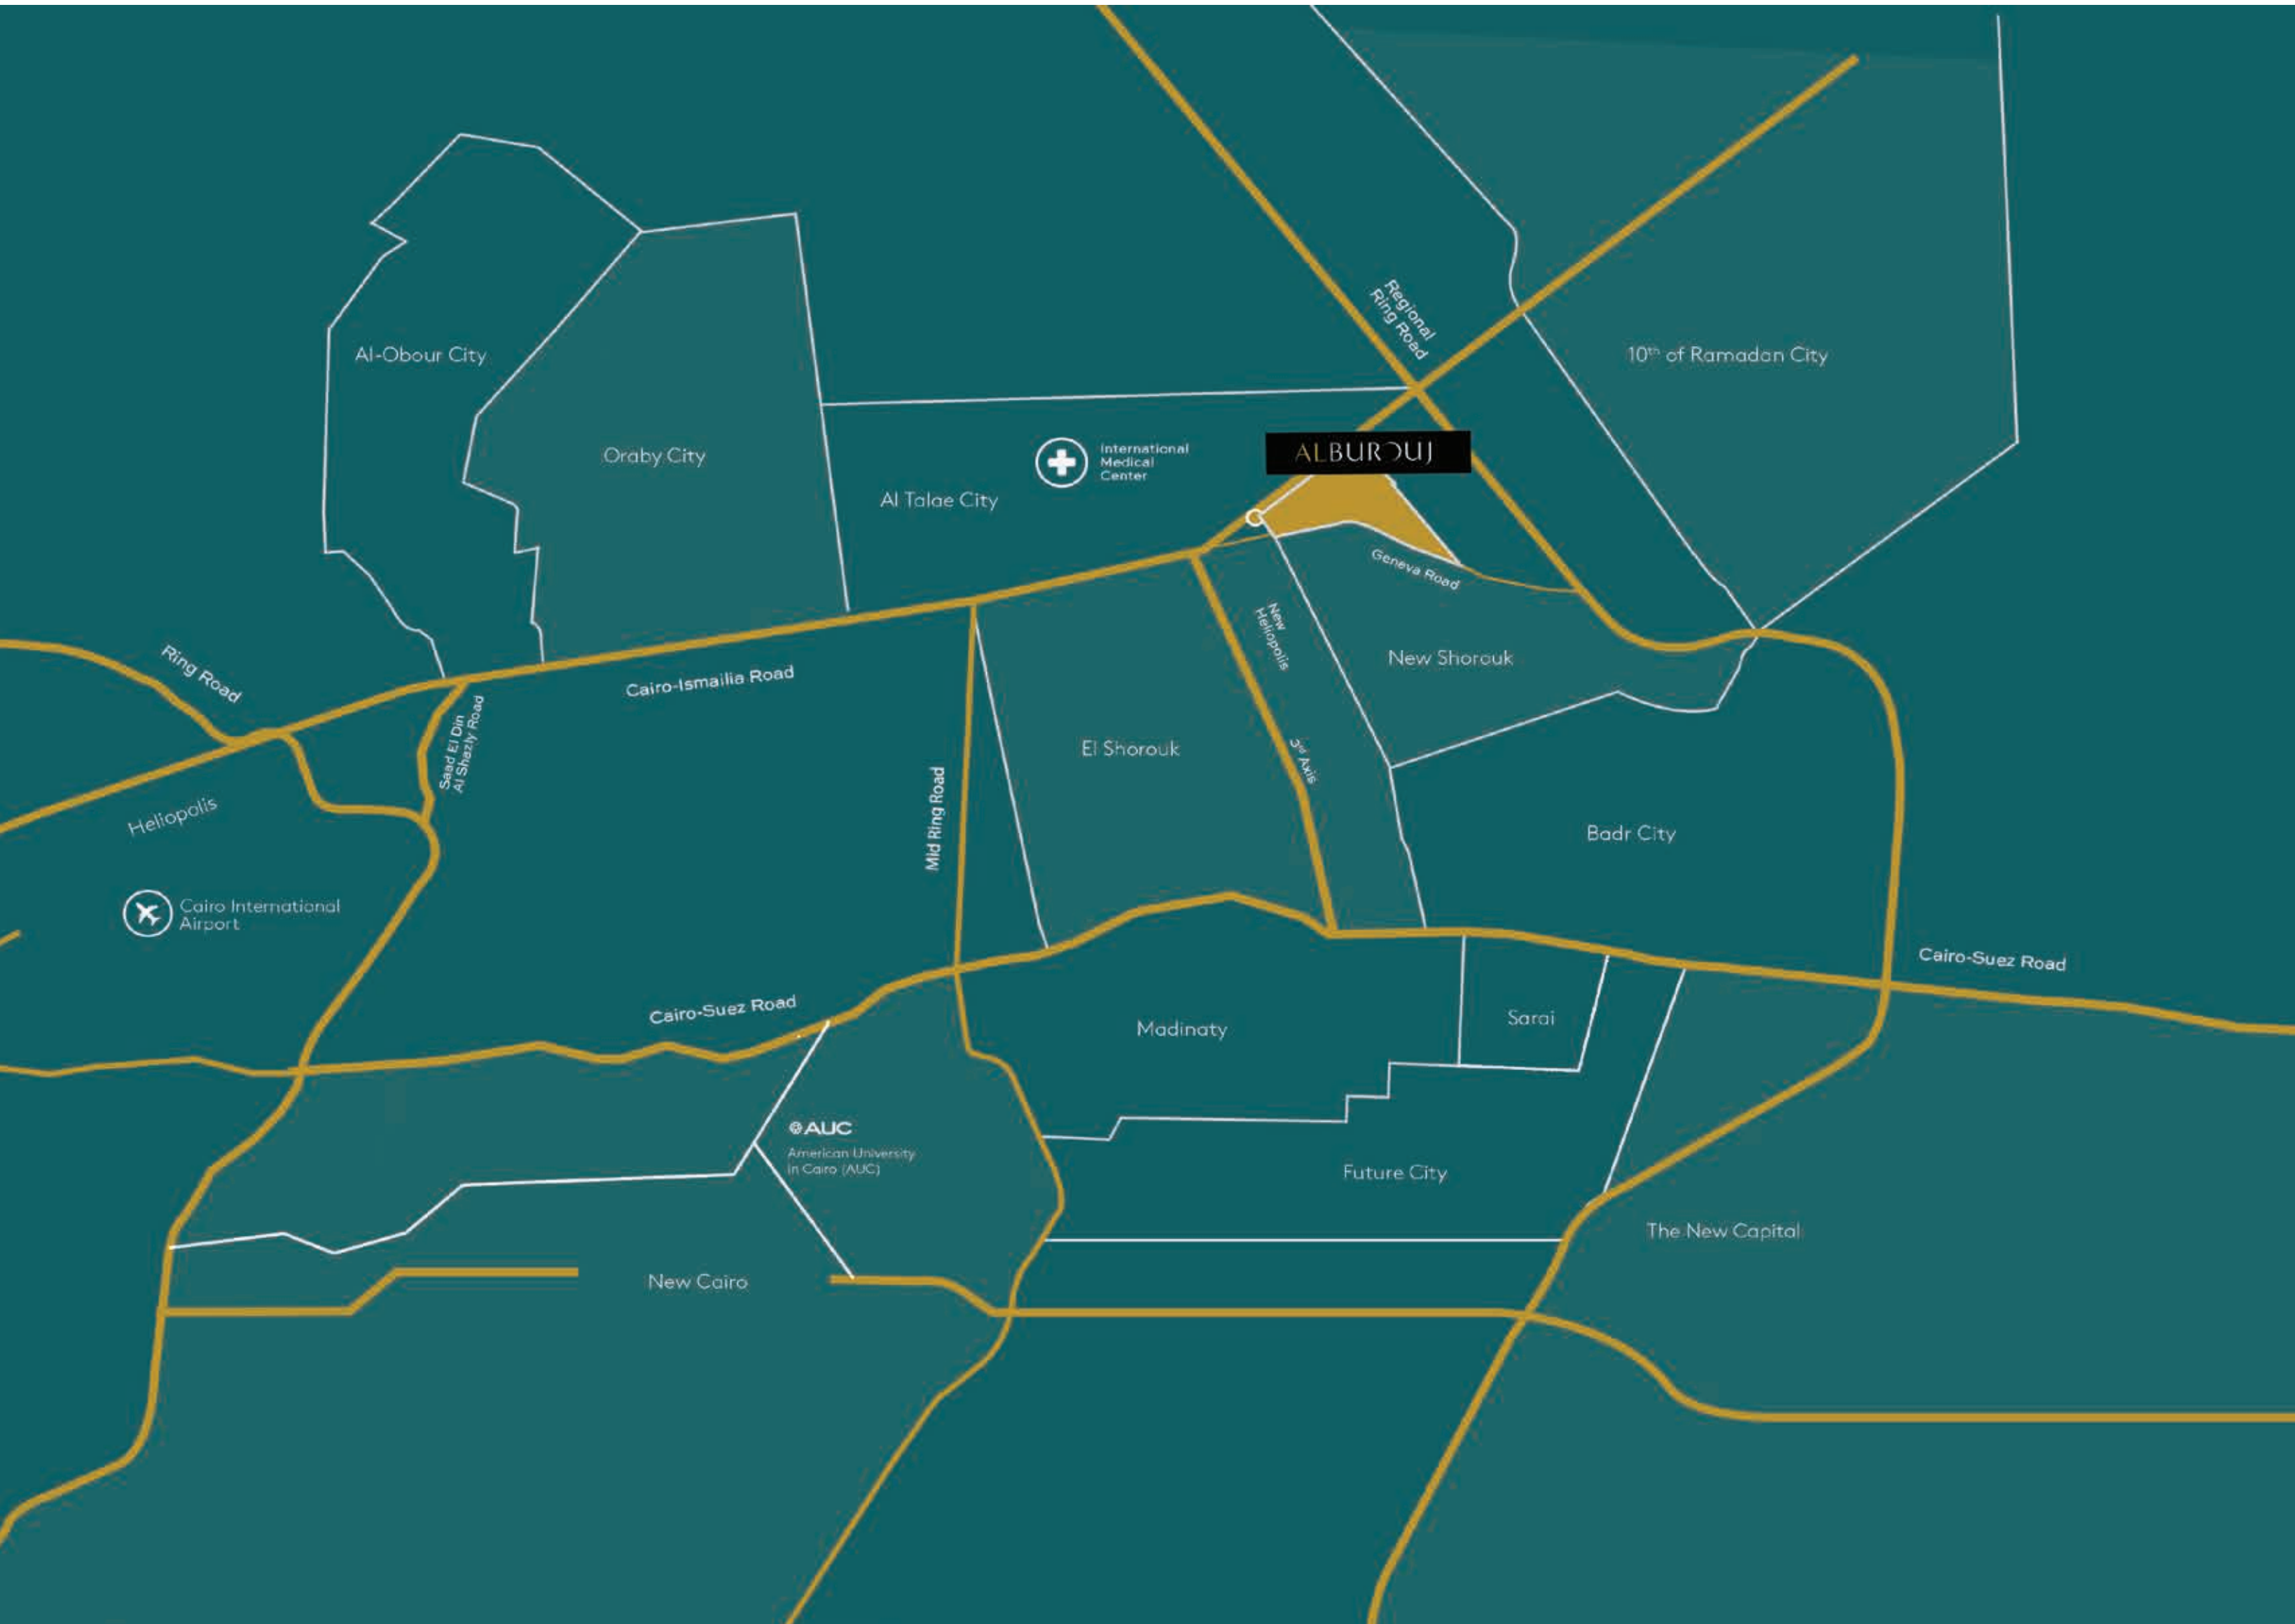 Regional
Ring Road
Al-Obour City
10th of Ramadan City
Oraby City
International
Medical
Center
ALBUROUJ
Al Talae City
Geneva Road
New
Heliopolis
New Shorouk
Ring Road
Cairo-Ismailia Road
Saad El Din
Al Shazly Road
El Shorouk
3rd Axis
Mid Ring Road
Heliopolis
Badr City
Cairo International
Airport
Cairo-Suez Road
Cairo-Suez Road
Madinaty
Sarai
AUC
American University
in Cairo (AUC)
Future City
The New Capital
New Cairo